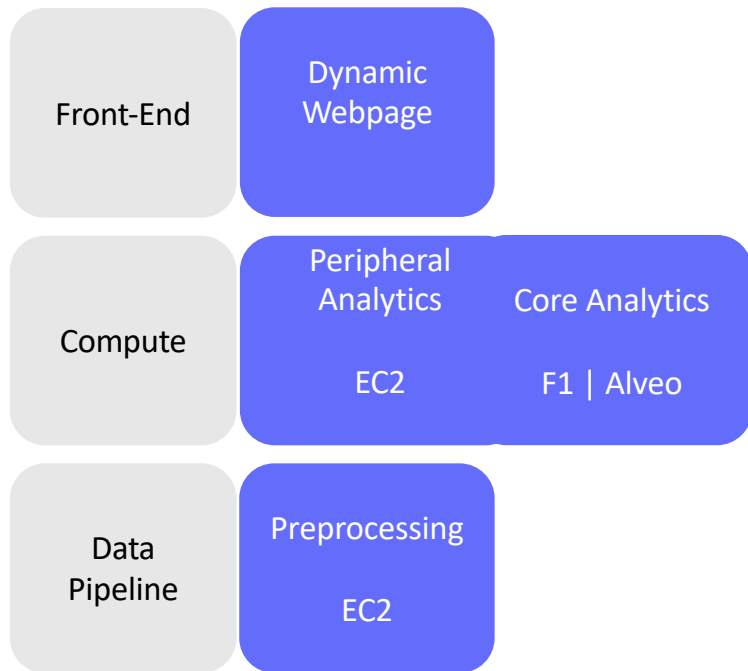 Front-End
Dynamic
Webpage
Compute
Peripheral
Analytics
EC2
Core Analytics
F1 | Alveo
Data
Pipeline
Preprocessing
EC2